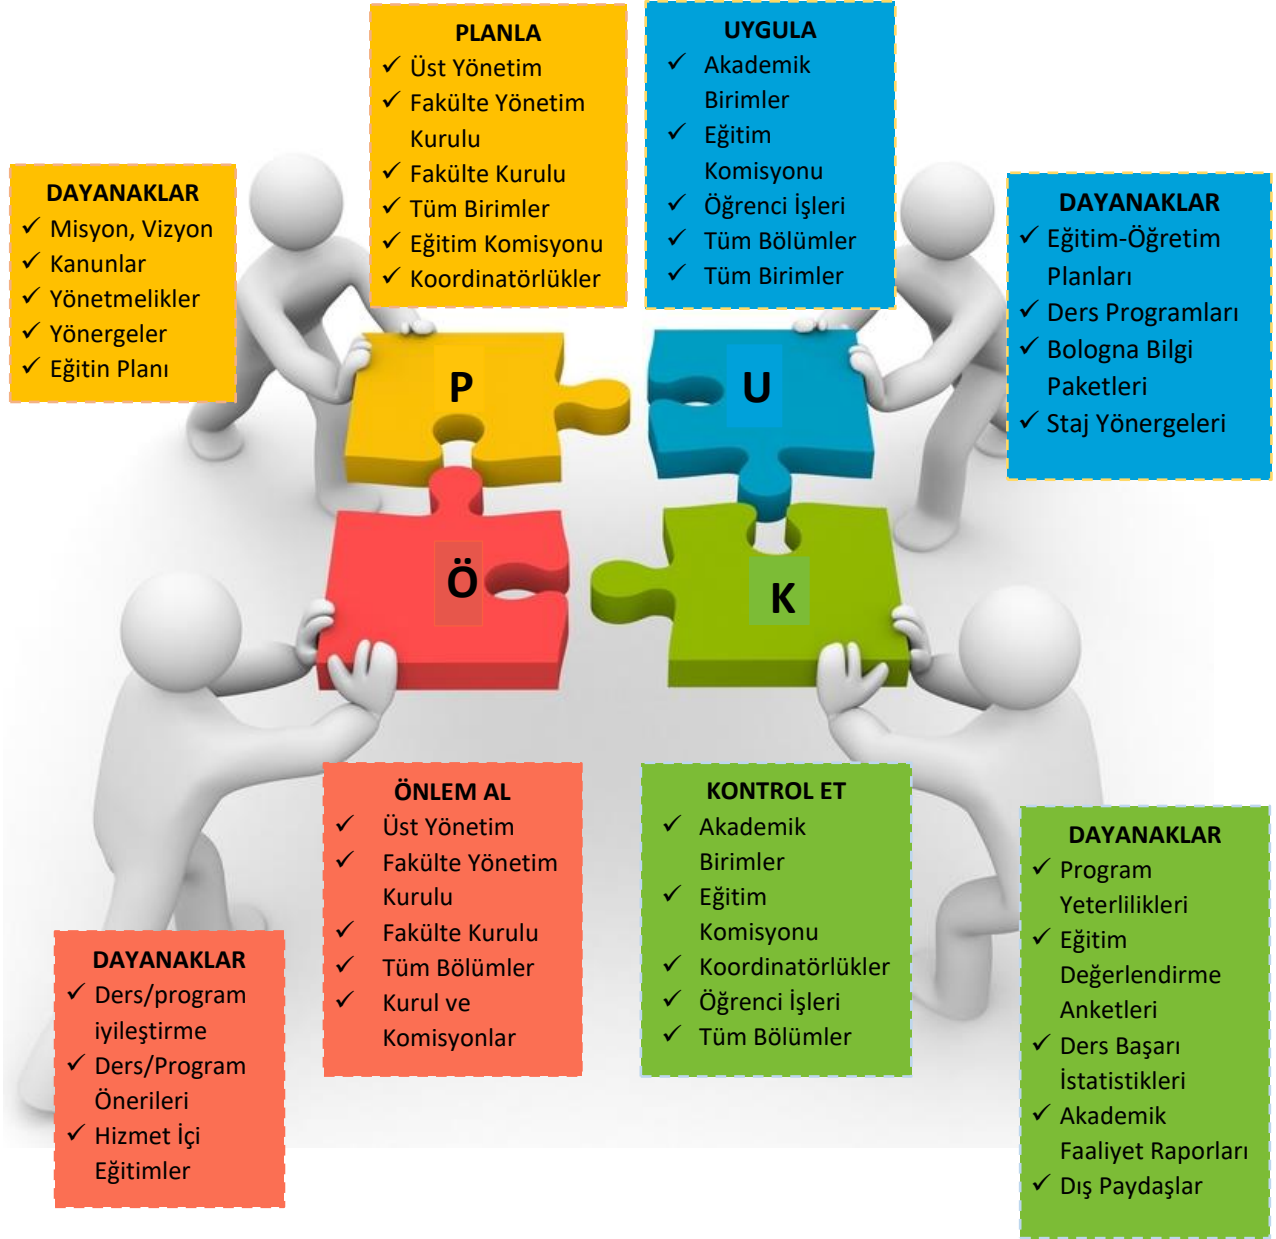 PLANLA
✓ Üst Yönetim
✓ Fakülte Yönetim
Kurulu
✓ Fakülte Kurulu
✓ Tüm Birimler
✓ Eğitim Komisyonu
✓ Koordinatörlükler
UYGULA
✓ Akademik
Birimler
✓ Eğitim
Komisyonu
✓ Öğrenci İşleri
✓ Tüm Bölümler
✓ Tüm Birimler
DAYANAKLAR
✓ Misyon, Vizyon
✓ Kanunlar
✓ Yönetmelikler
✓ Yönergeler
✓ Eğitin Planı
DAYANAKLAR
✓ Eğitim-Öğretim
Planları
✓ Ders Programları
✓ Bologna Bilgi
Paketleri
✓ Staj Yönergeleri
P
U
Ö
K
ÖNLEM AL
✓ Üst Yönetim
✓ Fakülte Yönetim
Kurulu
✓ Fakülte Kurulu
✓ Tüm Bölümler
✓ Kurul ve
Komisyonlar
KONTROL ET
✓ Akademik
Birimler
✓ Eğitim
Komisyonu
✓ Koordinatörlükler
✓ Öğrenci İşleri
✓ Tüm Bölümler
DAYANAKLAR
✓ Ders/program
iyileştirme
✓ Ders/Program
Önerileri
✓ Hizmet İçi
Eğitimler
DAYANAKLAR
✓ Program
Yeterlilikleri
✓ Eğitim
Değerlendirme
Anketleri
✓ Ders Başarı
İstatistikleri
✓ Akademik
Faaliyet Raporları
✓ Dış Paydaşlar